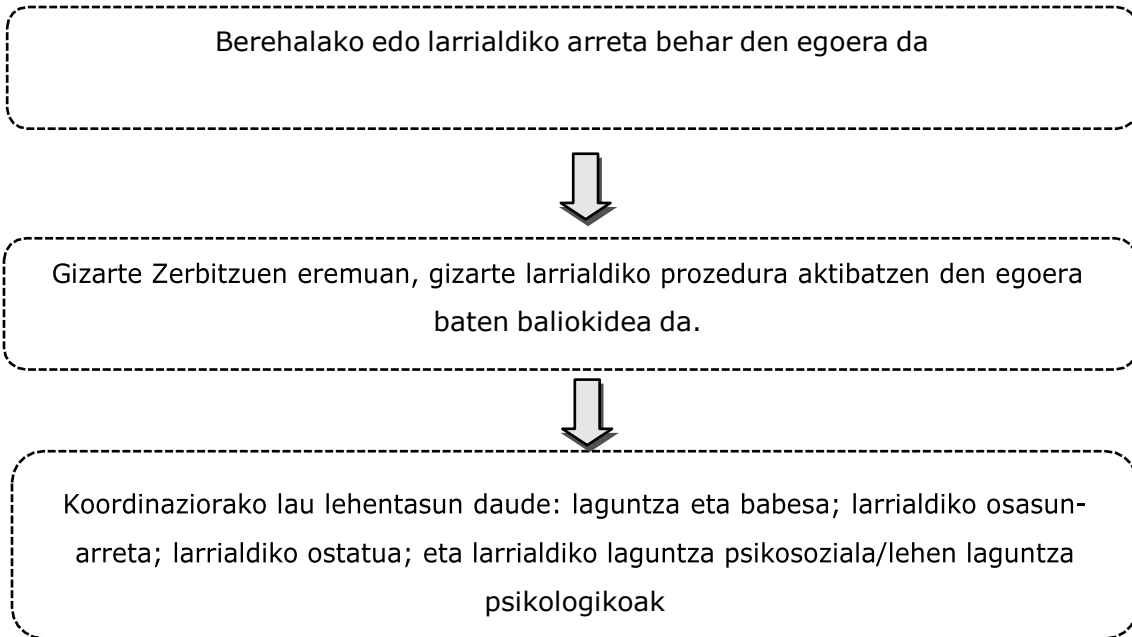 Berehalako edo larrialdiko arreta behar den egoera da
Gizarte Zerbitzuen eremuan, gizarte larrialdiko prozedura aktibatzen den egoera
baten baliokidea da.
Koordinaziorako lau lehentasun daude: laguntza eta babesa; larrialdiko osasun-
arreta; larrialdiko ostatua; eta larrialdiko laguntza psikosoziala/lehen laguntza
psikologikoak